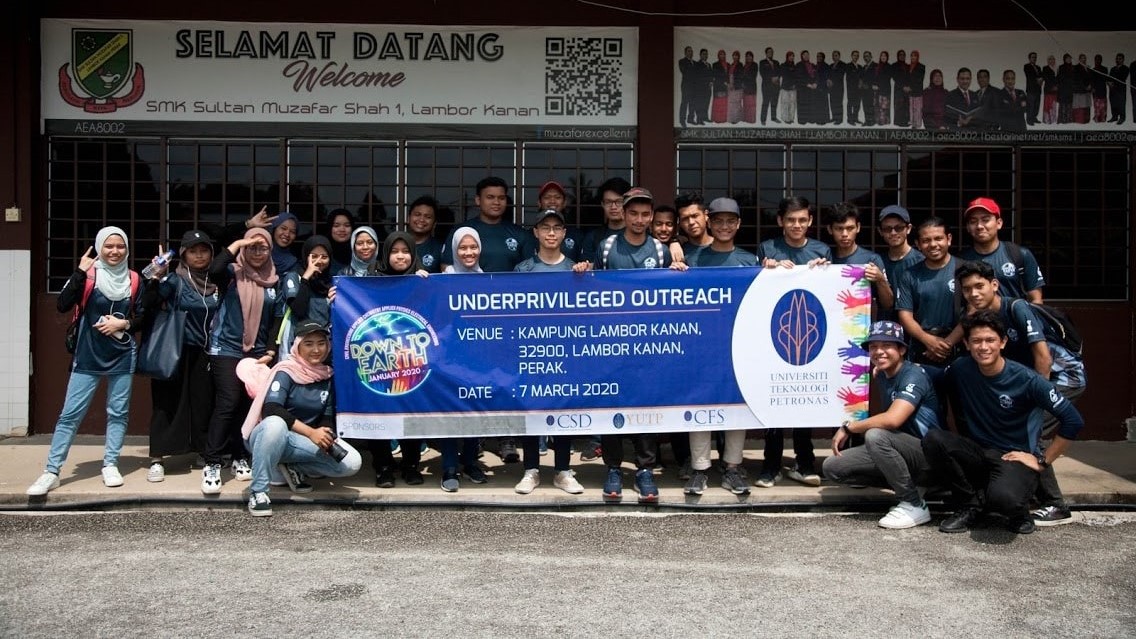 SELAMAT DATANG
Welcome
SMK Sultan Muzafar Shah 1, Lambor Kanan
AEA8002
muzafarexcellent
SMK SULTAN MUZAFAR SHAH 1 LAMBOR KANAN | AEA8002 | aea8002
UNDERPRIVILEGED OUTREACH
VENUE : KAMPUNG LAMBOR KANAN,
32900, LAMBOR KANAN,
PERAK.
DATE : 7 MARCH 2020
DOWN TO
EARTH
JANUARY 2020
UNIVERSITI
TEKNOLOGI
PETRONAS
SPONSORS
CSD
YUTP
CFS